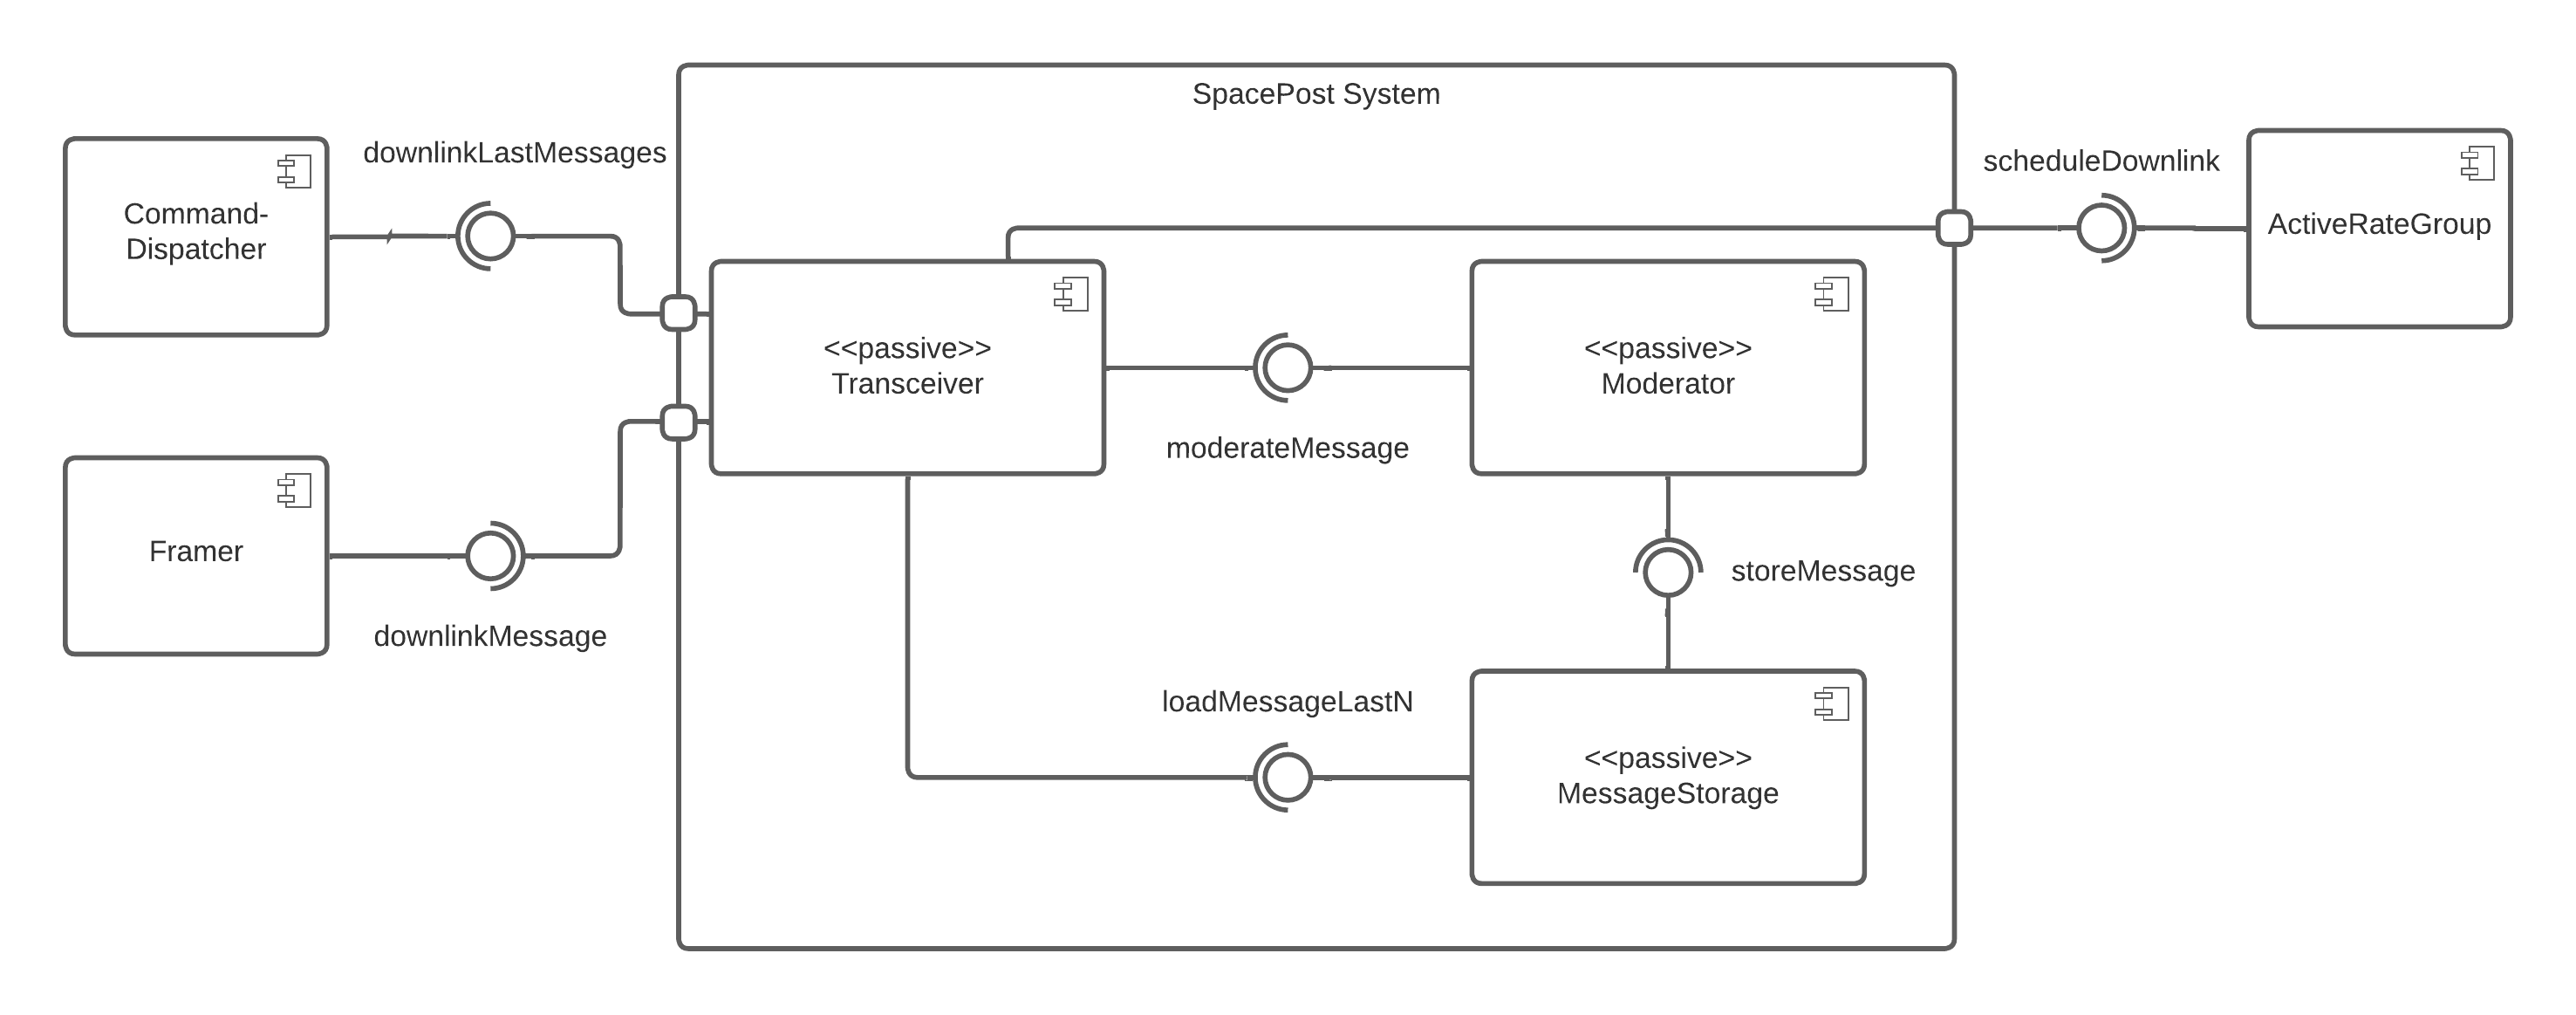 SpacePost System
downlinkLastMessages
scheduleDownlink
Command-
Dispatcher
ActiveRateGroup
<<passive>>
Transceiver
<<passive>>
Moderator
moderateMessage
Framer
storeMessage
downlinkMessage
loadMessageLastN
<<passive>>
MessageStorage